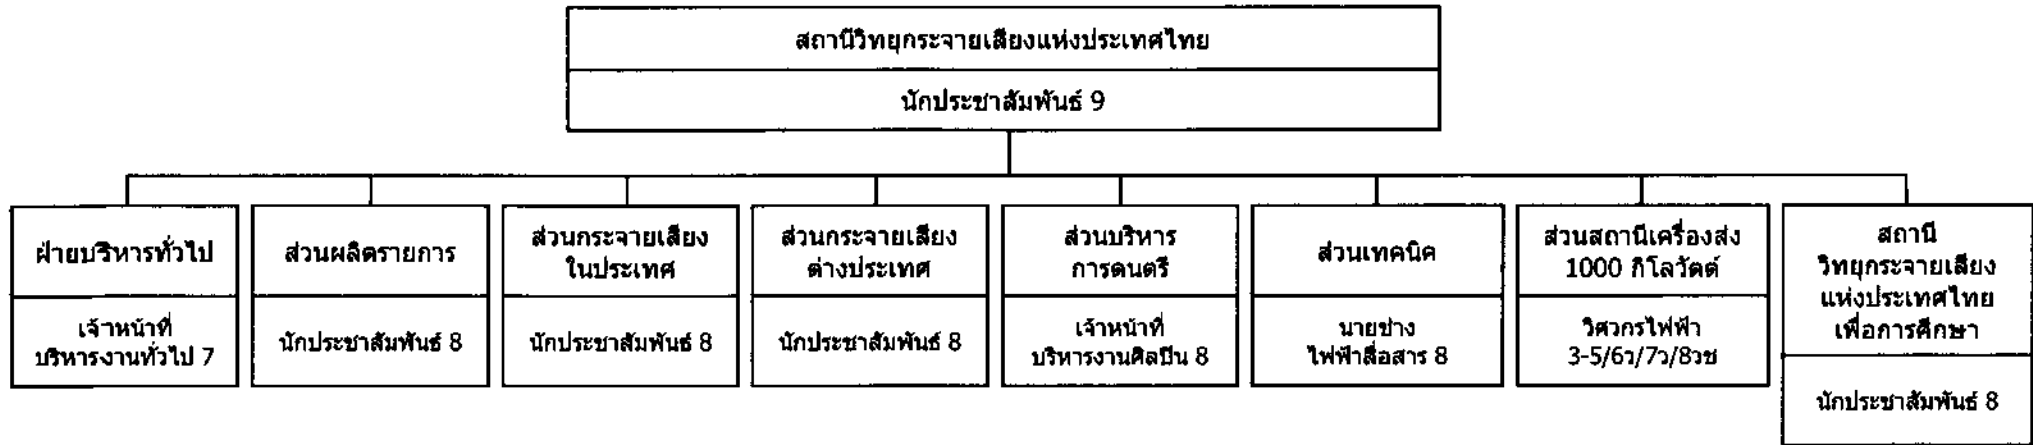 สถานีวิทยุกระจายเสียงแห่งประเทศไทย
นักประชาสัมพันธ์ 9
ฝ่ายบริหารทั่วไป
เจ้าหน้าที่
บริหารงานทั่วไป 7
ส่วนผลิตรายการ
นักประชาสัมพันธ์ 8
ส่วนกระจายเสียง
ในประเทศ
นักประชาสัมพันธ์ 8
ส่วนกระจายเสียง
ต่างประเทศ
นักประชาสัมพันธ์ 8
ส่วนบริหาร
การดนตรี
เจ้าหน้าที่
บริหารงานศิลปิน 8
ส่วนเทคนิค
นายช่าง
ไฟฟ้าสื่อสาร 8
ส่วนสถานีเครื่องส่ง
1000 กิโลวัตต์
วิศวกรไฟฟ้า
3-5/6ว/7ว/8วช
สถานี
วิทยุกระจายเสียง
แห่งประเทศไทย
เพื่อการศึกษา
นักประชาสัมพันธ์ 8